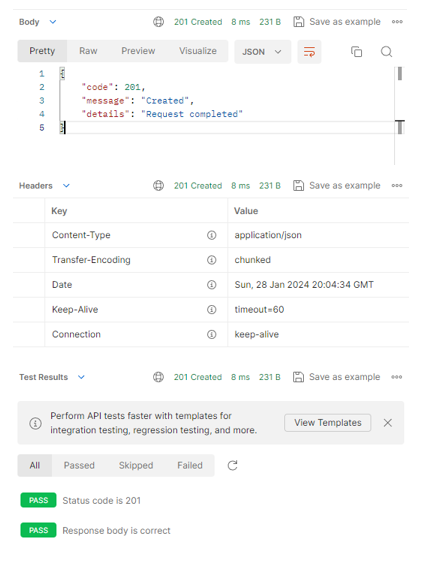 Body 201 Created 8 ms 231 B Save as example
Pretty Raw Preview Visualize JSON
1 {
2 "code": 201,
3 "message": "Created",
4 "details": "Request completed"
5 }
Headers 201 Created 8 ms 231 B Save as example
Key Value
Content-Type application/json
Transfer-Encoding chunked
Date Sun, 28 Jan 2024 20:04:34 GMT
Keep-Alive timeout=60
Connection keep-alive
Test Results 201 Created 8 ms 231 B Save as example
Perform API tests faster with templates for
integration testing, regression testing, and more.
View Templates
All Passed Skipped Failed
PASS Status code is 201
PASS Response body is correct